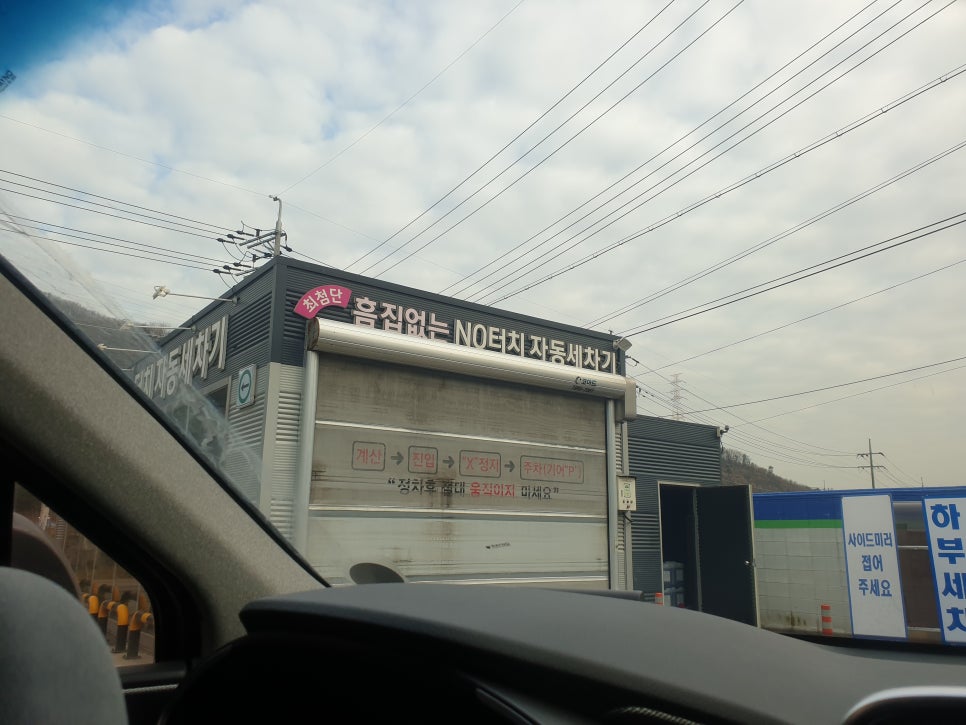 최첨단
흠집없는 NO터치 자동세차기
자동세차기
계산 → 진입 → "X"정지 → 주차(기어"P")
"정차후 절대 움직이지 마세요"
사이드미러
접어
주세요
하부세차